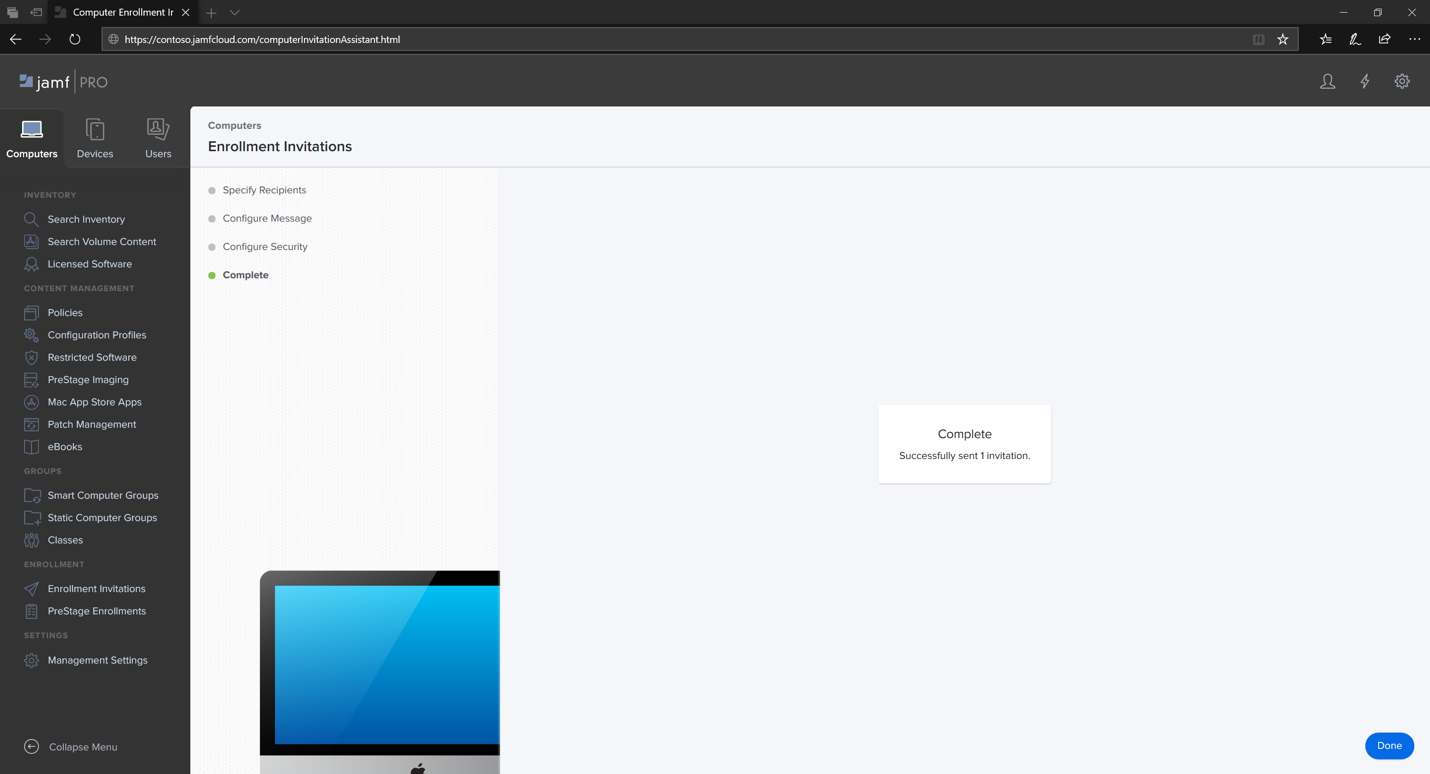 Computer Enrollment Ir
https://contoso.jamfcloud.com/computerInvitationAssistant.html
jamf PRO
Computers
Devices
Users
INVENTORY
Search Inventory
Search Volume Content
Licensed Software
CONTENT MANAGEMENT
Policies
Configuration Profiles
Restricted Software
PreStage Imaging
Mac App Store Apps
Patch Management
eBooks
GROUPS
Smart Computer Groups
Static Computer Groups
Classes
ENROLLMENT
Enrollment Invitations
PreStage Enrollments
SETTINGS
Management Settings
Collapse Menu
Computers
Enrollment Invitations
Specify Recipients
Configure Message
Configure Security
Complete
Complete
Successfully sent 1 invitation.
Done